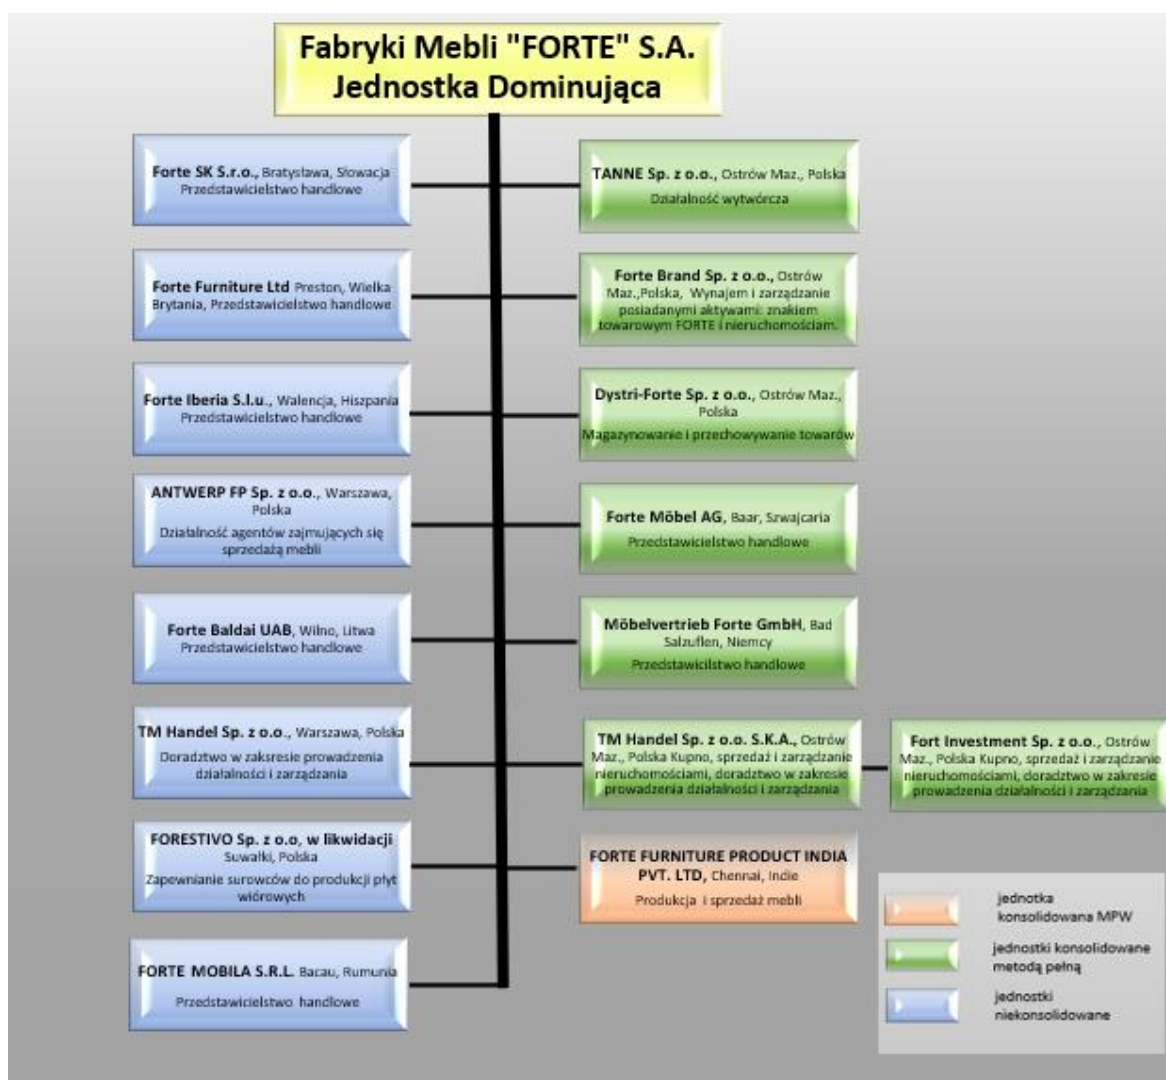 Fabryki Mebli "FORTE" S.A.
Jednostka Dominująca
Forte SK S.r.o., Bratysława, Słowacja
Przedstawicielstwo handlowe
TANNE Sp. z o.o., Ostrów Maz., Polska
Działalność wytwórcza
Forte Furniture Ltd Preston, Wielka
Brytania, Przedstawicielstwo handlowe
Forte Brand Sp. z o.o., Ostrów
Maz.,Polska, Wynajem i zarządzanie
posiadanymi aktywami: znakiem
towarowym FORTE i nieruchomościam.
Forte Iberia S.l.u., Walencja, Hiszpania
Przedstawicielstwo handlowe
Dystri-Forte Sp. z o.o., Ostrów Maz.,
Polska
Magazynowanie i przechowywanie towarów
ANTWERP FP Sp. z o.o., Warszawa,
Polska
Działalność agentów zajmujących się
sprzedażą mebli
Forte Möbel AG, Baar, Szwajcaria
Przedstawicielstwo handlowe
Forte Baldai UAB, Wilno, Litwa
Przedstawicielstwo handlowe
Möbelvertrieb Forte GmbH, Bad
Salzuflen, Niemcy
Przedstawicilstwo handlowe
TM Handel Sp. z o.o., Warszawa, Polska
Doradztwo w zaksresie prowadzenia
działalności i zarządzania
TM Handel Sp. z o.o. S.K.A., Ostrów
Maz., Polska Kupno, sprzedaż i zarządzanie
nieruchomościami, doradztwo w zakresie
prowadzenia działalności i zarządzania
Fort Investment Sp. z o.o., Ostrów
Maz., Polska Kupno, sprzedaż i zarządzanie
nieruchomościami, doradztwo w zakresie
prowadzenia działalności i zarządzania
FORESTIVO Sp. z o.o, w likwidacji
Suwałki, Polska
Zapewnianie surowców do produkcji płyt
wiórowych
FORTE FURNITURE PRODUCT INDIA
PVT. LTD, Chennai, Indie
Produkcja i sprzedaż mebli
FORTE MOBILA S.R.L. Bacau, Rumunia
Przedstawicielstwo handlowe
jednotka
konsolidowana MPW
jednostki konsolidowane
metodą pełną
jednostki
niekonsolidowane